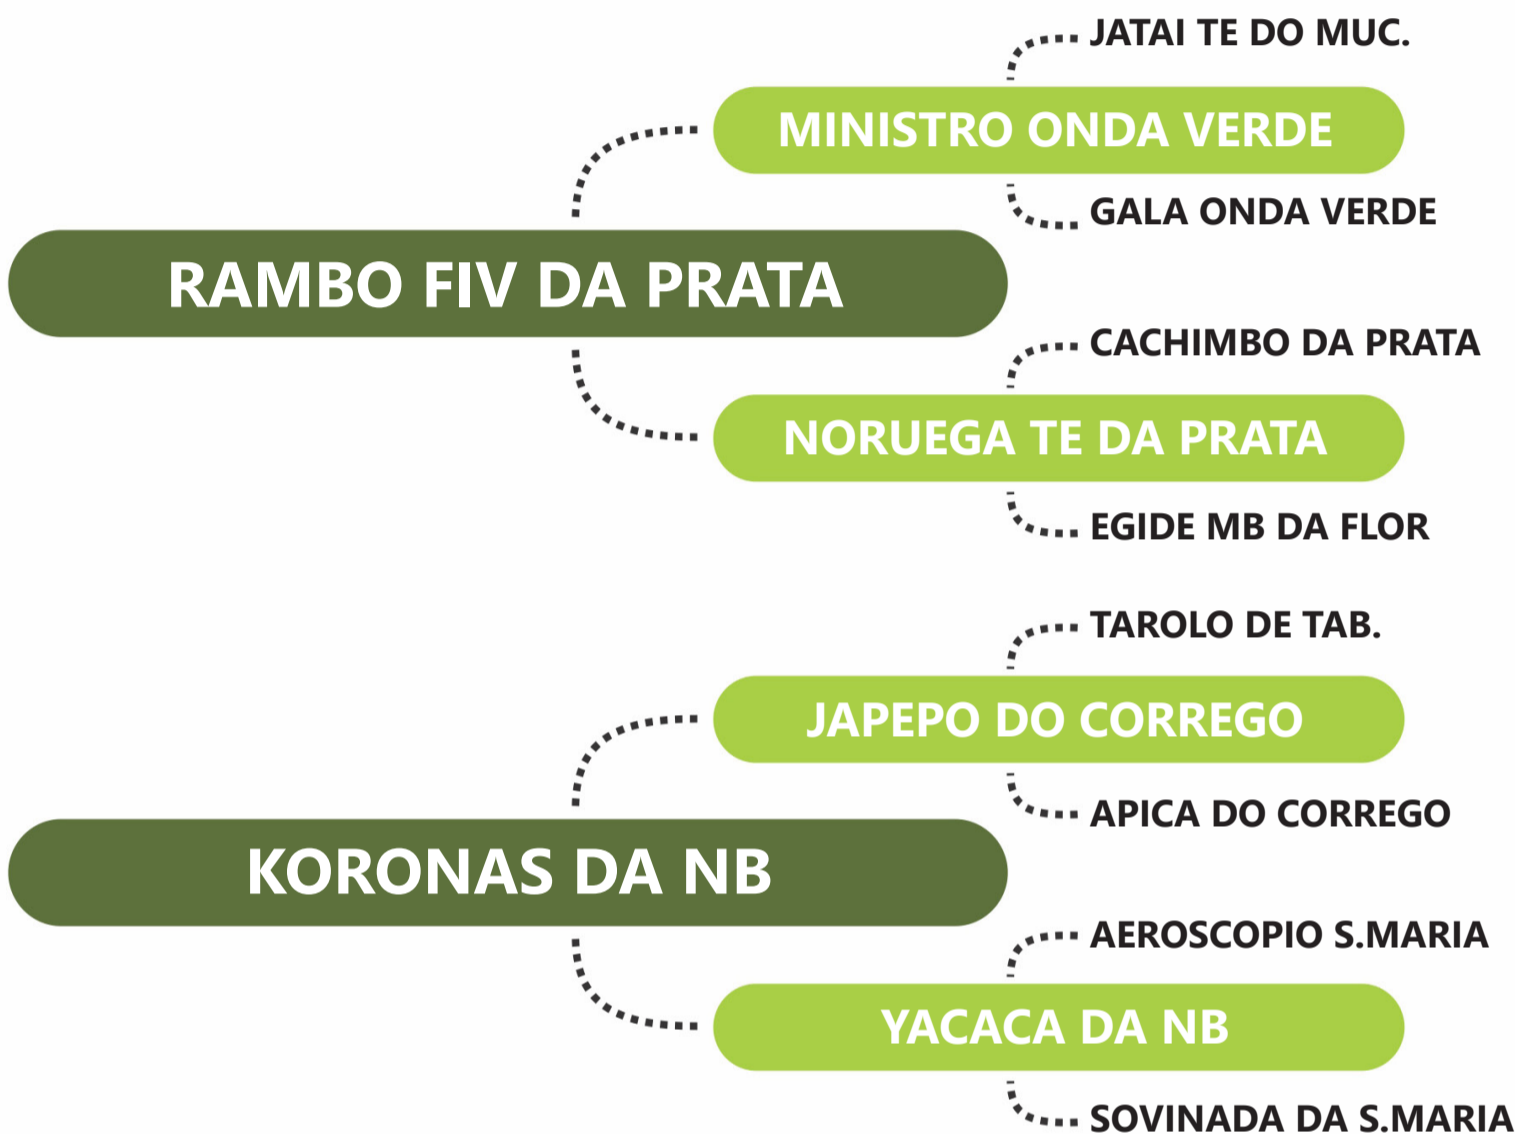 JATAI TE DO MUC.
MINISTRO ONDA VERDE
GALA ONDA VERDE
RAMBO FIV DA PRATA
CACHIMBO DA PRATA
NORUEGA TE DA PRATA
EGIDE MB DA FLOR
TAROLO DE TAB.
JAPEPO DO CORREGO
APICA DO CORREGO
KORONAS DA NB
AEROSCOPIO S.MARIA
YACACA DA NB
SOVINADA DA S.MARIA